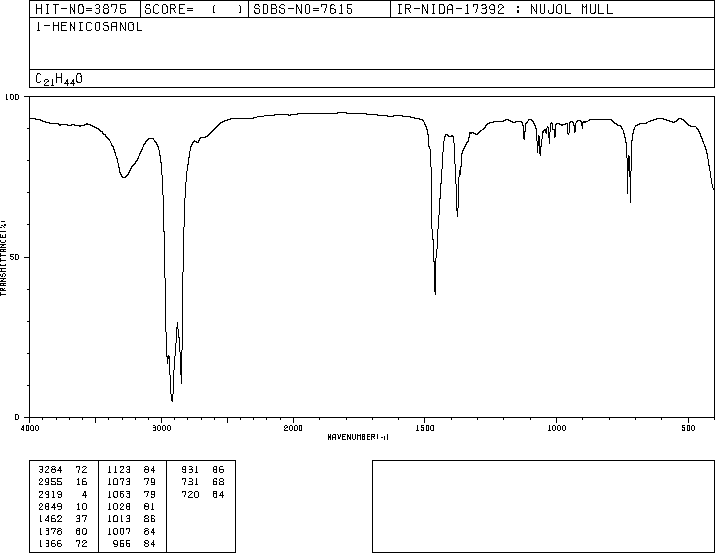 HIT-NO=3875 SCORE= ( ) SDBS-NO=7615 IR-NIDA-17392 : NUJOL MULL
1-HENICOSANOL
C21H44O
100
50
0
TRANSMITTANCE(%)
4000 3000 2000 1500 1000 500
WAVENUMBER(-1)
3284 72 1123 84 931 86
2955 16 1073 79 731 68
2919 4 1063 79 720 64
2849 10 1028 81
1462 37 1013 86
1378 60 1007 84
1366 72 966 84